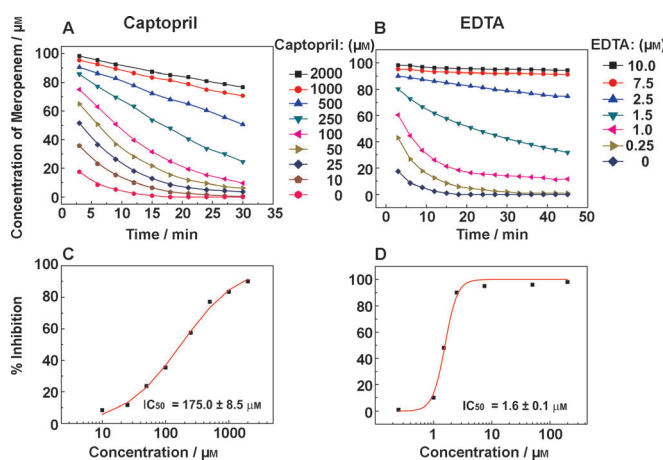 Captopril
EDTA
A
B
Concentration of Meropenem / μM
100
80
60
40
20
0
0 5 10 15 20 25 30 35
Time / min
Captopril: (μM)
2000
1000
500
250
100
50
25
10
0
100
80
60
40
20
0
0 10 20 30 40 50
Time / min
EDTA: (μM)
10.0
7.5
2.5
1.5
1.0
0.25
0
C
D
% Inhibition
100
80
60
40
20
0
IC50 = 175.0 ± 8.5 μM
10 100 1000
Concentration / μM
100
80
60
40
20
0
IC50 = 1.6 ± 0.1 μM
1 10 100
Concentration / μM